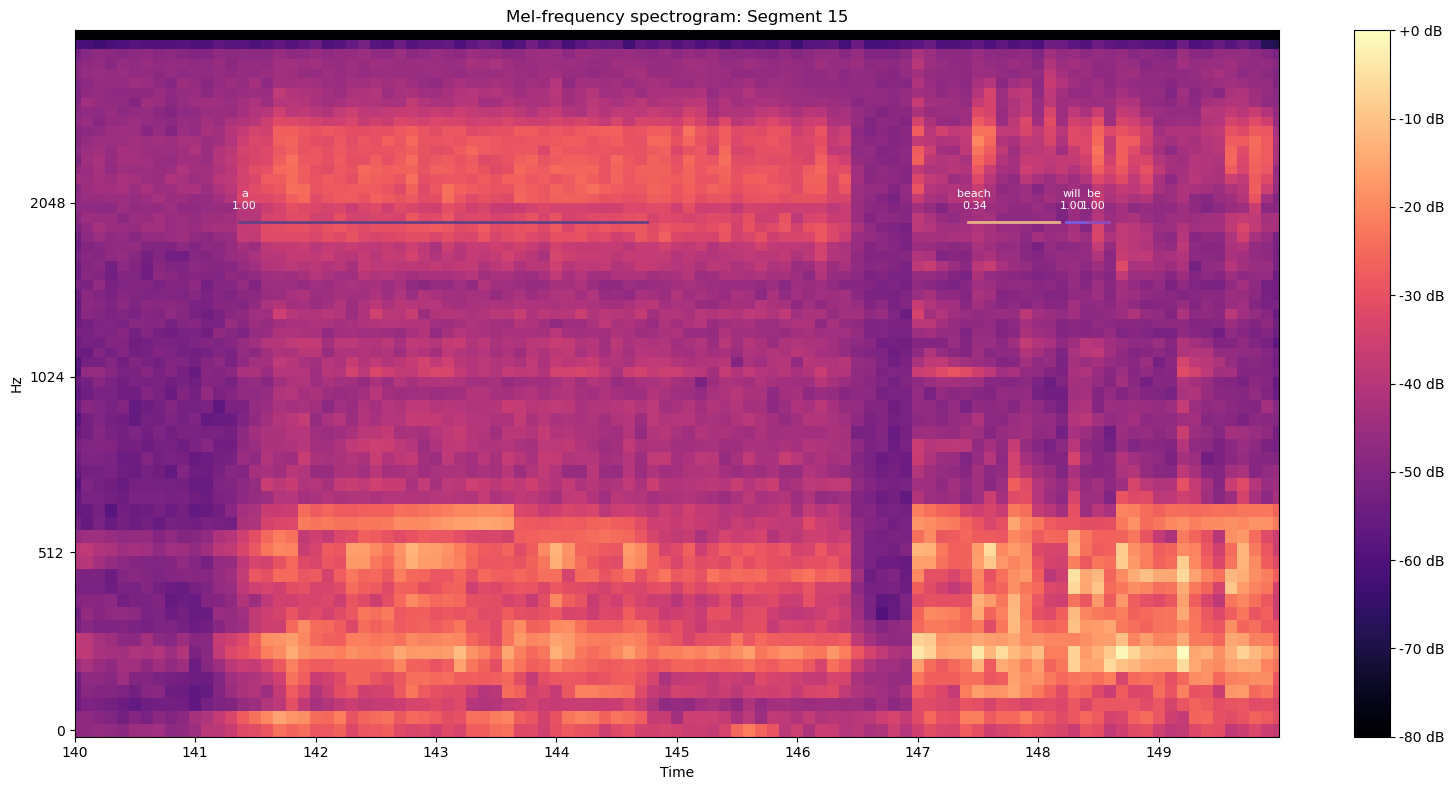 Mel-frequency spectrogram: Segment 15
+0 dB
-10 dB
-20 dB
-30 dB
-40 dB
-50 dB
-60 dB
-70 dB
-80 dB
Hz
2048
1024
512
0
a
1.00
beach
0.34
will
1.00
be
1.00
140 141 142 143 144 145 146 147 148 149
Time